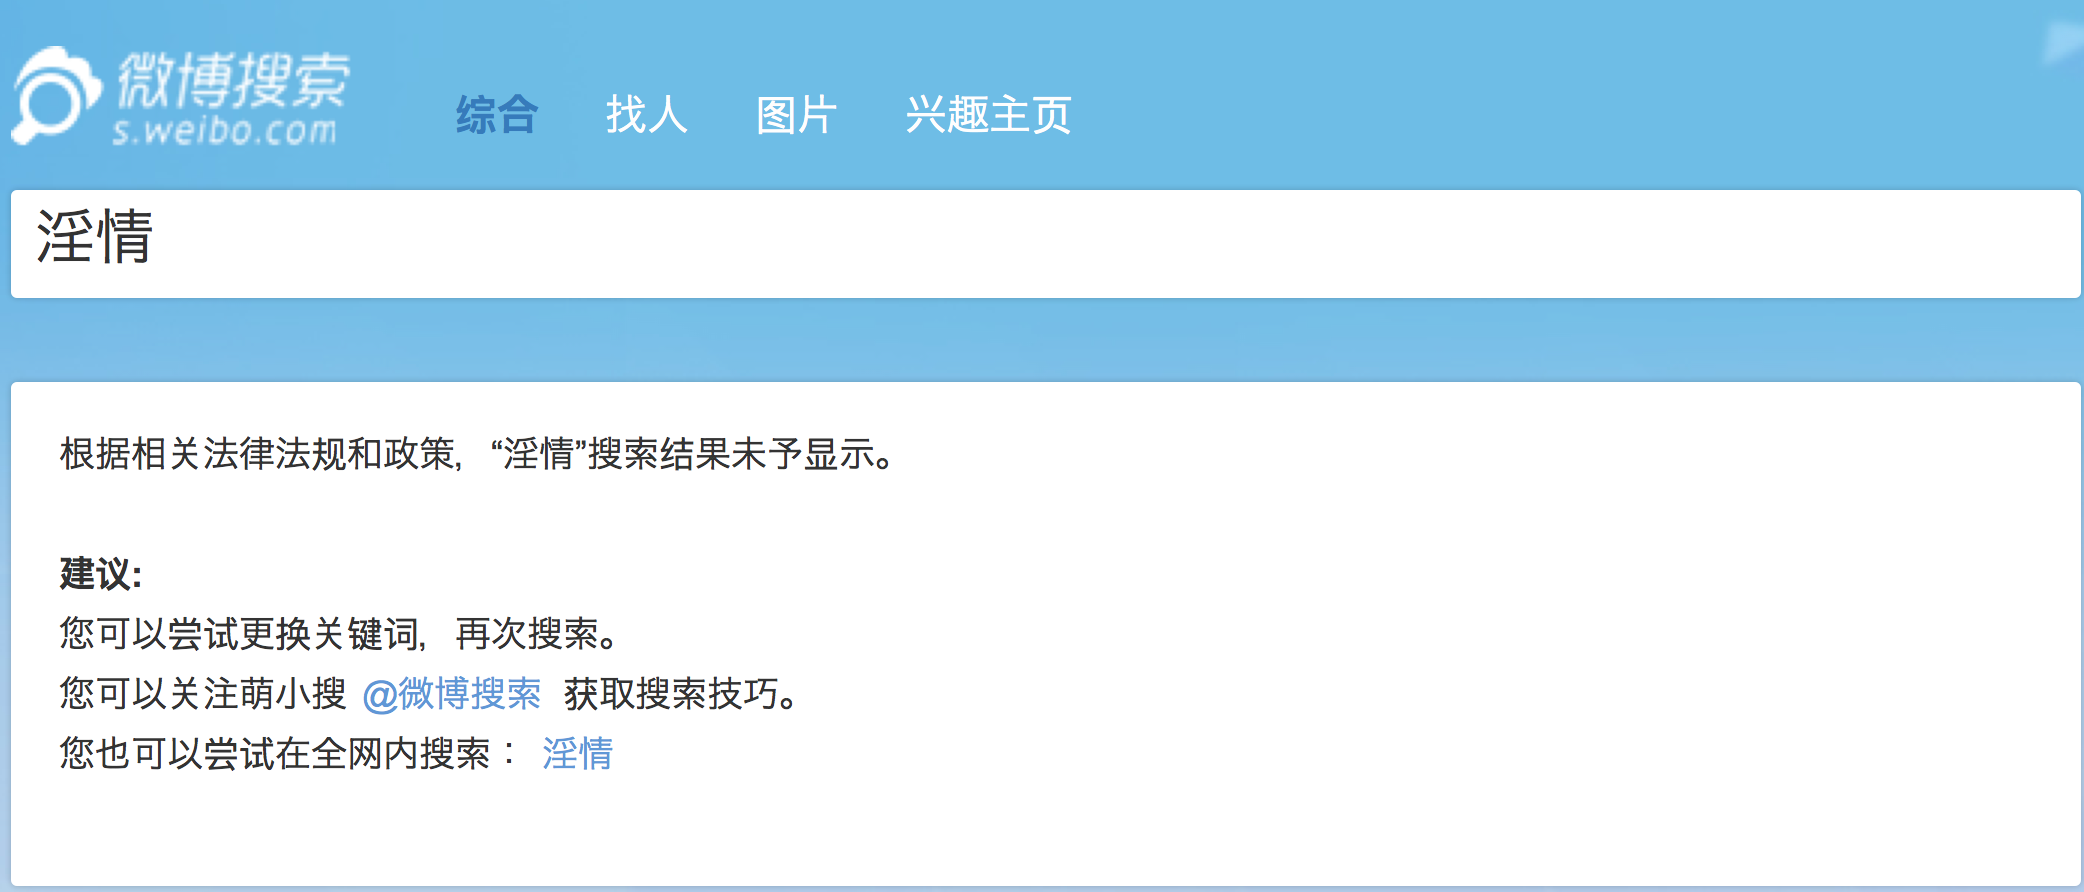 微博搜索
s.weibo.com
综合 找人 图片 兴趣主页
淫情
根据相关法律法规和政策，“淫情”搜索结果未予显示。
建议:
您可以尝试更换关键词，再次搜索。
您可以关注萌小搜 @微博搜索 获取搜索技巧。
您也可以尝试在全网内搜索： 淫情